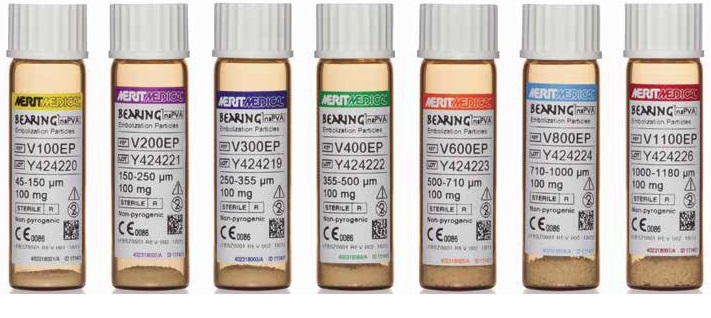 MERITMEDICAL
BEARING nsPVA
Embolization Particles
REF V100EP
LOT Y424220
45-150 µm
100 mg
STERILE R
Non-pyrogenic
CE 0086
MERITMEDICAL
BEARING nsPVA
Embolization Particles
REF V200EP
LOT Y424221
150-250 µm
100 mg
STERILE R
Non-pyrogenic
CE 0086
MERITMEDICAL
BEARING nsPVA
Embolization Particles
REF V300EP
LOT Y424219
250-355 µm
100 mg
STERILE R
Non-pyrogenic
CE 0086
MERITMEDICAL
BEARING nsPVA
Embolization Particles
REF V400EP
LOT Y424222
355-500 µm
100 mg
STERILE R
Non-pyrogenic
CE 0086
MERITMEDICAL
BEARING nsPVA
Embolization Particles
REF V600EP
LOT Y424223
500-710 µm
100 mg
STERILE R
Non-pyrogenic
CE 0086
MERITMEDICAL
BEARING nsPVA
Embolization Particles
REF V800EP
LOT Y424224
710-1000 µm
100 mg
STERILE R
Non-pyrogenic
CE 0086
MERITMEDICAL
BEARING nsPVA
Embolization Particles
REF V1100EP
LOT Y424226
1000-1180 µm
100 mg
STERILE R
Non-pyrogenic
CE 0086